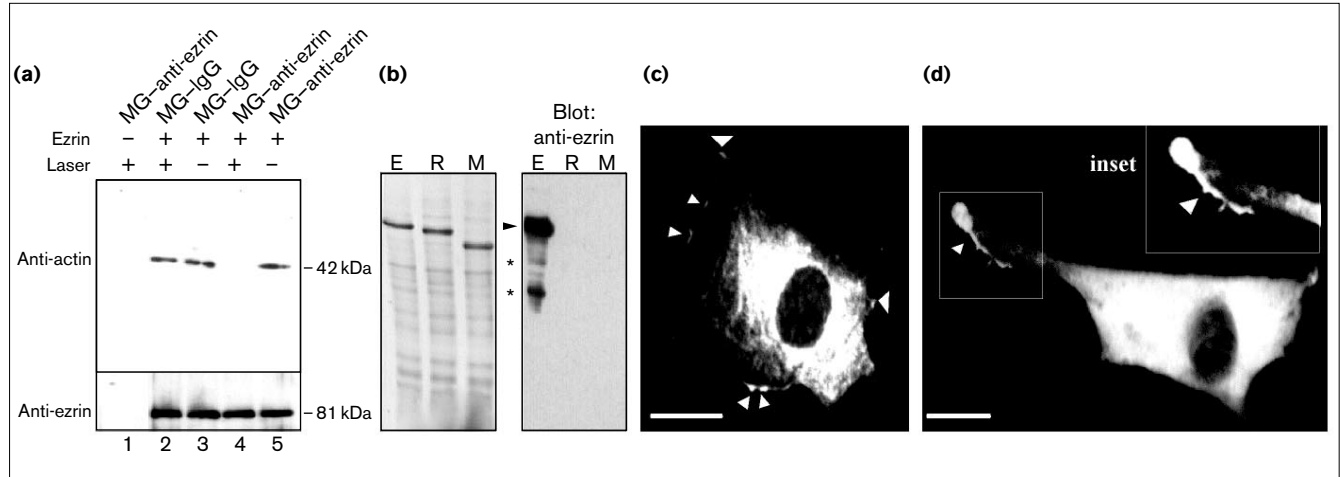 (a)
MG–anti-ezrin
MG–IgG
MG–IgG
MG–anti-ezrin
MG–anti-ezrin
Ezrin – + + + +
Laser + + – + –
Anti-actin – 42 kDa
Anti-ezrin – 81 kDa
1 2 3 4 5
(b)
Blot:
anti-ezrin
E R M E R M
*
*
(c)
(d)
inset